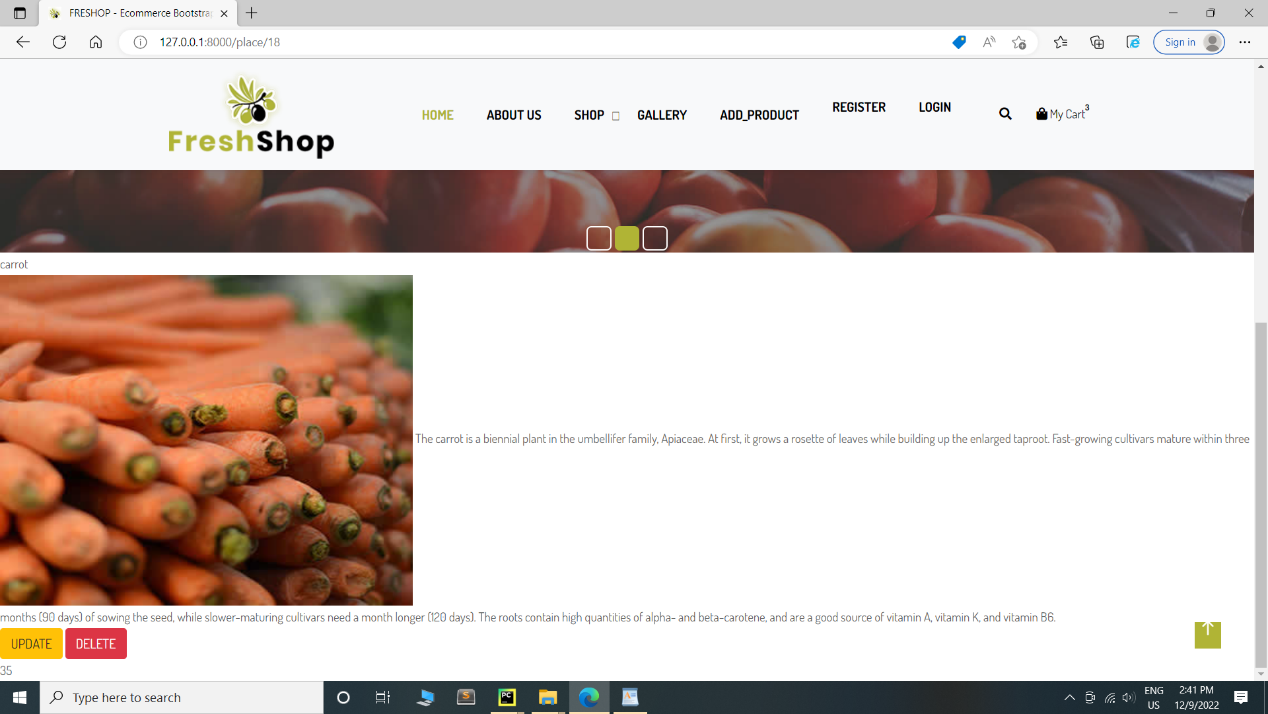 FRESHOP - Ecommerce Bootstra
127.0.0.1:8000/place/18
Sign in
FreshShop
HOME ABOUT US SHOP GALLERY ADD_PRODUCT REGISTER LOGIN My Cart 3
carrot
The carrot is a biennial plant in the umbellifer family, Apiaceae. At first, it grows a rosette of leaves while building up the enlarged taproot. Fast-growing cultivars mature within three
months (90 days) of sowing the seed, while slower-maturing cultivars need a month longer (120 days). The roots contain high quantities of alpha- and beta-carotene, and are a good source of vitamin A, vitamin K, and vitamin B6.
UPDATE DELETE
35
Type here to search
ENG 2:41 PM
US 12/9/2022